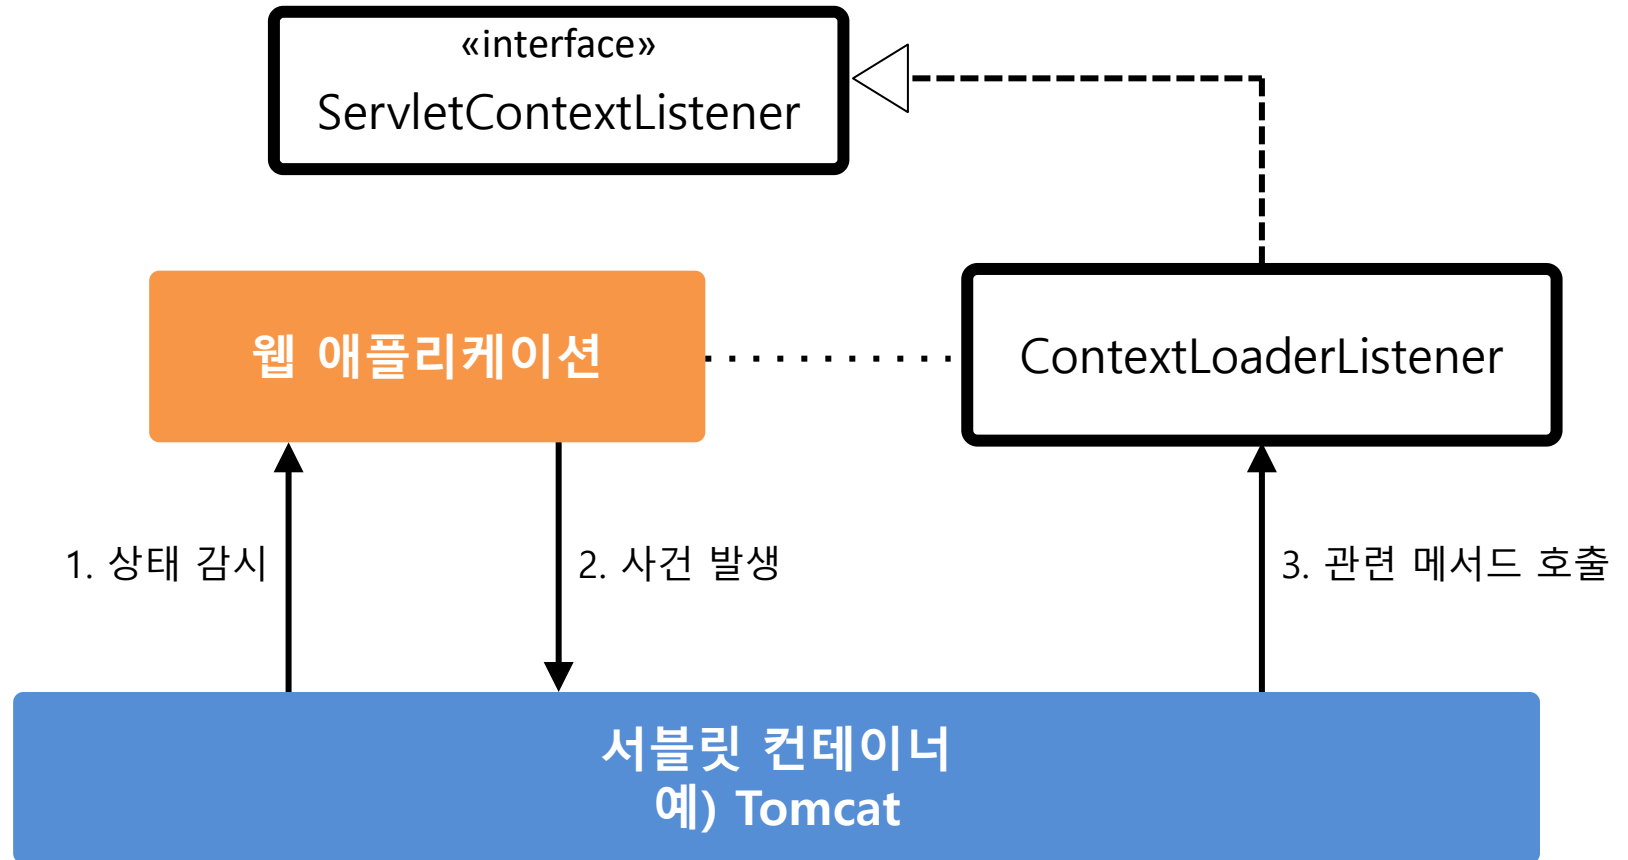 «interface»
ServletContextListener
웹 애플리케이션
ContextLoaderListener
1. 상태 감시
2. 사건 발생
3. 관련 메서드 호출
서블릿 컨테이너
예) Tomcat